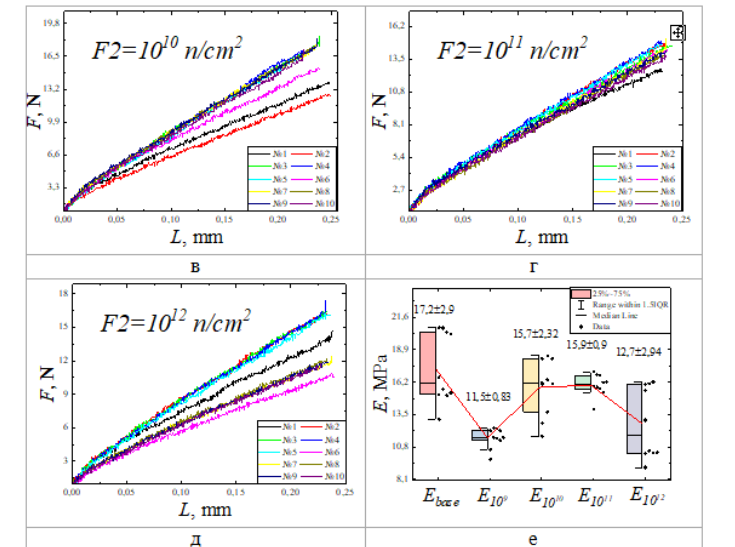 F2=10¹⁰ n/cm²
F, N
19,8
16,5
13,2
9,9
6,6
3,3
0,00 0,05 0,10 0,15 0,20 0,25
L, mm
№1 №2
№3 №4
№5 №6
№7 №8
№9 №10
в
F2=10¹¹ n/cm²
F, N
16,2
13,5
10,8
8,1
5,4
2,7
0,00 0,05 0,10 0,15 0,20 0,25
L, mm
№1 №2
№3 №4
№5 №6
№7 №8
№9 №10
г
F2=10¹² n/cm²
F, N
18
15
12
9
6
3
0,00 0,05 0,10 0,15 0,20 0,25
L, mm
№1 №2
№3 №4
№5 №6
№7 №8
№9 №10
д
25%~75%
Range within 1.5IQR
Median Line
Data
E, MPa
21,6
18,9
16,2
13,5
10,8
8,1
17,2±2,9
11,5±0,83
15,7±2,32
15,9±0,9
12,7±2,94
E base E 10⁹ E 10¹⁰ E 10¹¹ E 10¹²
е